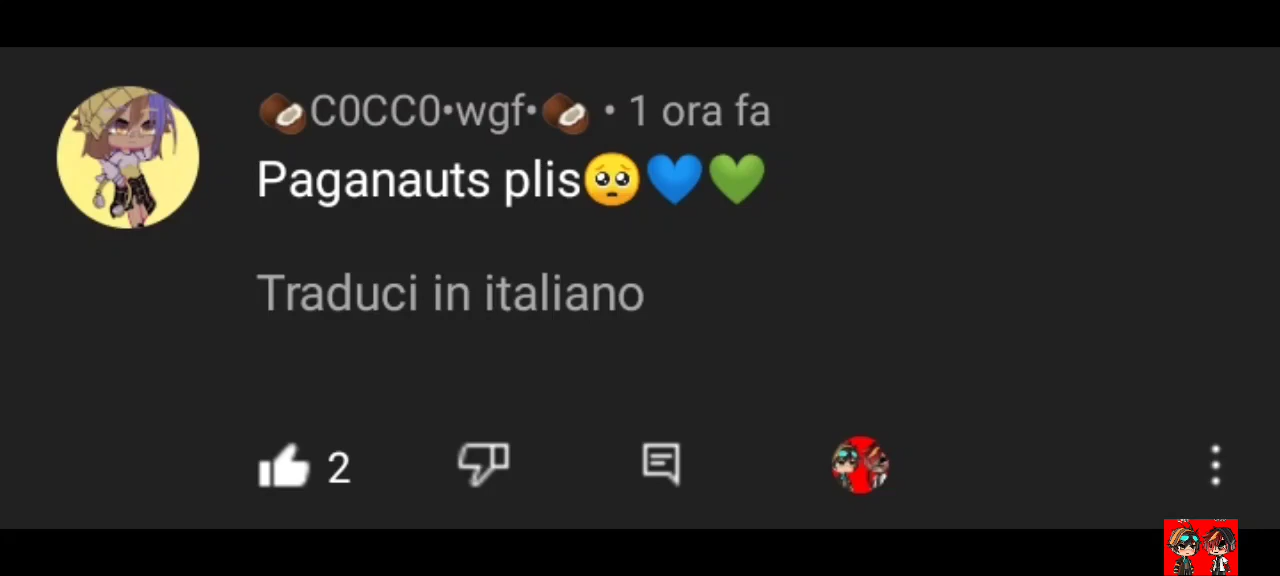 🥥C0CC0•wgf•🥥 • 1 ora fa
Paganauts plis🥺💙💚
Traduci in italiano
2